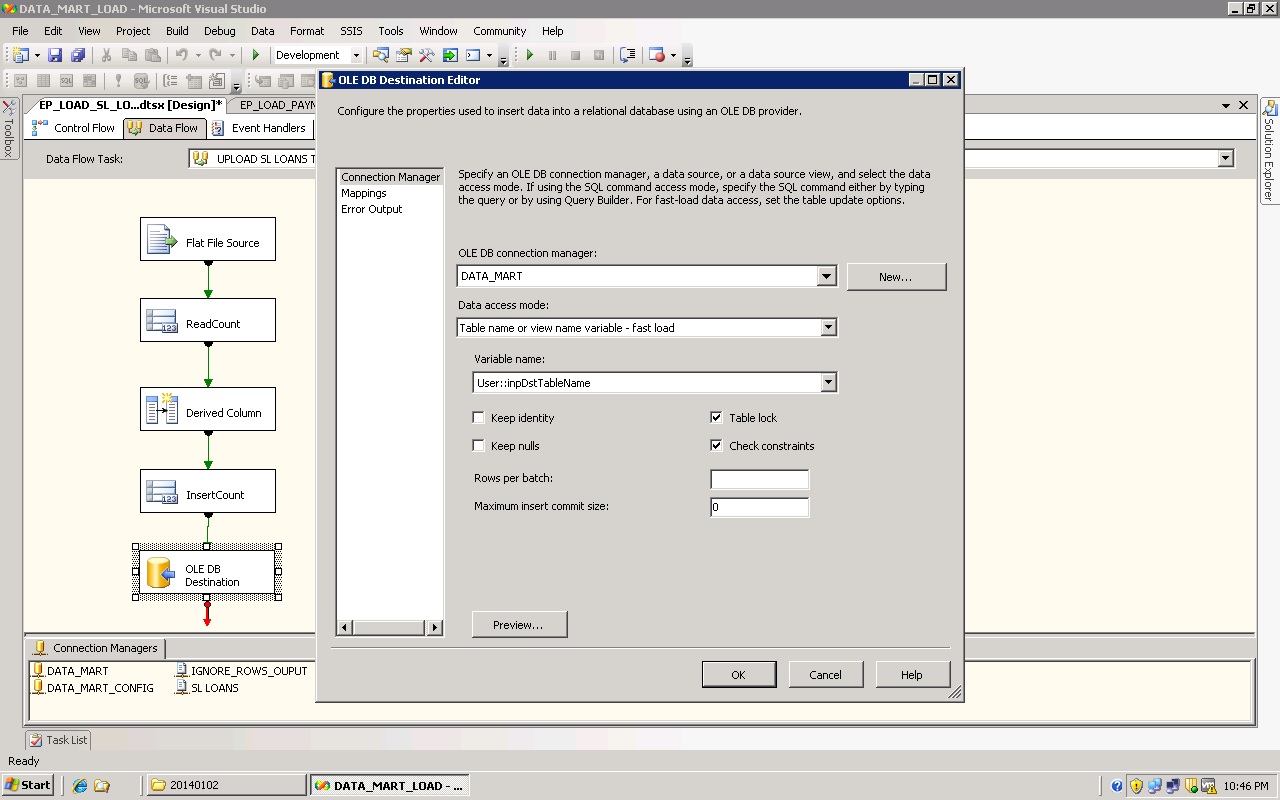 DATA_MART_LOAD - Microsoft Visual Studio
File Edit View Project Build Debug Data Format SSIS Tools Window Community Help
Development
OLE DB Destination Editor
EP_LOAD_SL_LO...dtsx [Design]* EP_LOAD_PAYN
Configure the properties used to insert data into a relational database using an OLE DB provider.
Control Flow Data Flow Event Handlers
Toolbox
Solution Explorer
Data Flow Task: UPLOAD SL LOANS T
Connection Manager
Mappings
Error Output
Specify an OLE DB connection manager, a data source, or a data source view, and select the data
access mode. If using the SQL command access mode, specify the SQL command either by typing
the query or by using Query Builder. For fast-load data access, set the table update options.
Flat File Source
ReadCount
Derived Column
InsertCount
OLE DB
Destination
OLE DB connection manager:
DATA_MART New...
Data access mode:
Table name or view name variable - fast load
Variable name:
User::inpDstTableName
Keep identity Table lock
Keep nulls Check constraints
Rows per batch:
Maximum insert commit size: 0
Preview...
OK Cancel Help
Connection Managers
DATA_MART IGNORE_ROWS_OUPUT
DATA_MART_CONFIG SL LOANS
Task List
Ready
Start 20140102 DATA_MART_LOAD - ... 10:46 PM